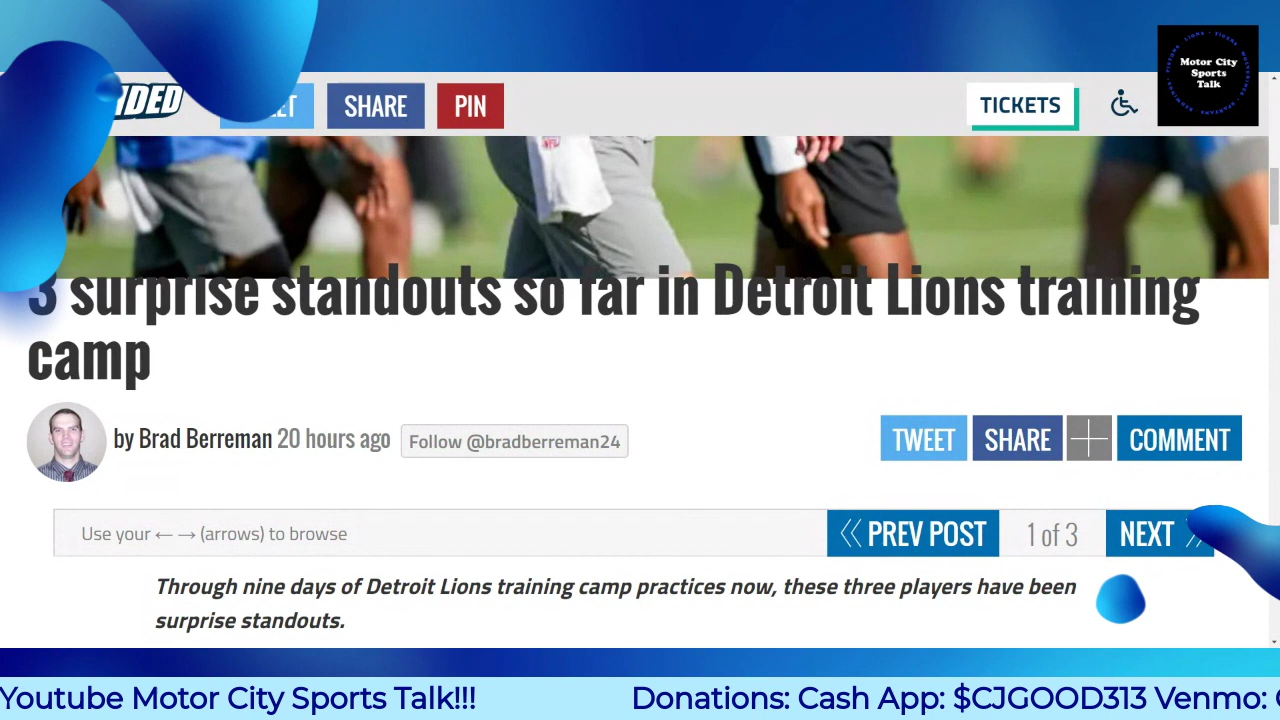 Motor City
Sports
Talk
SHARE
PIN
TICKETS
3 surprise standouts so far in Detroit Lions training
camp
by Brad Berreman 20 hours ago
Follow @bradberreman24
TWEET
SHARE
COMMENT
Use your ← → (arrows) to browse
PREV POST
1 of 3
NEXT
Through nine days of Detroit Lions training camp practices now, these three players have been
surprise standouts.
Youtube Motor City Sports Talk!!!
Donations: Cash App: $CJGOOD313 Venmo: